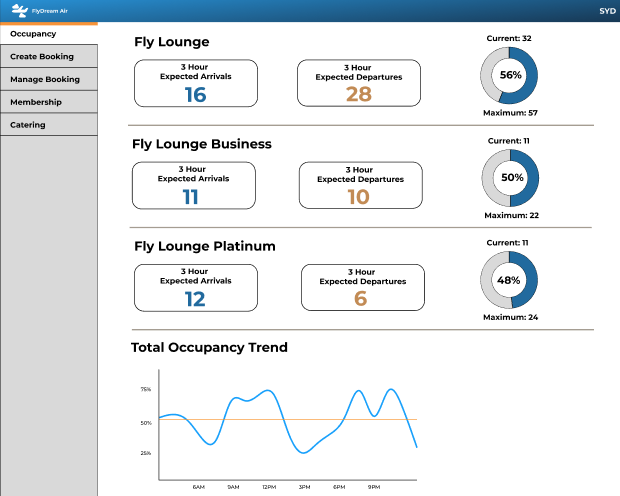 FlyDream Air
SYD
Occupancy
Create Booking
Manage Booking
Membership
Catering
Fly Lounge
3 Hour
Expected Arrivals
16
3 Hour
Expected Departures
28
Current: 32
56%
Maximum: 57
Fly Lounge Business
3 Hour
Expected Arrivals
11
3 Hour
Expected Departures
10
Current: 11
50%
Maximum: 22
Fly Lounge Platinum
3 Hour
Expected Arrivals
12
3 Hour
Expected Departures
6
Current: 11
48%
Maximum: 24
Total Occupancy Trend
75%
50%
25%
6AM 9AM 12PM 3PM 6PM 9PM